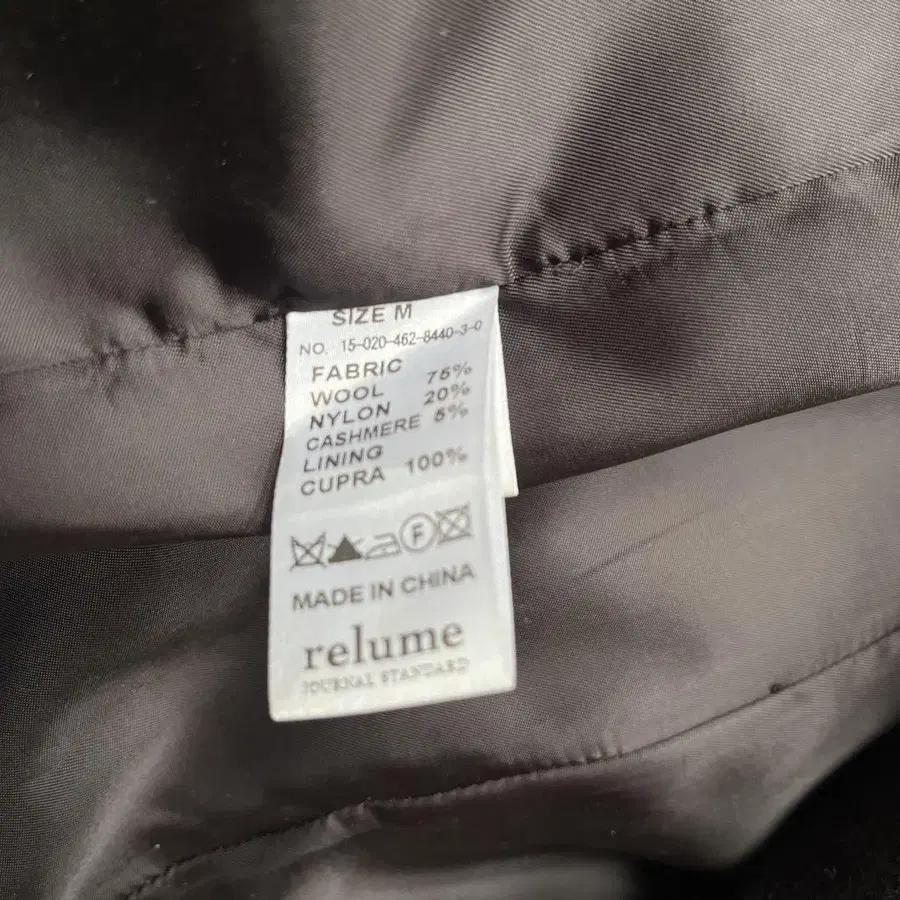 SIZE M
NO. 15-020-462-8440-3-0
FABRIC
WOOL 75%
NYLON 20%
CASHMERE 5%
LINING
CUPRA 100%
F
MADE IN CHINA
relume
JOURNAL STANDARD